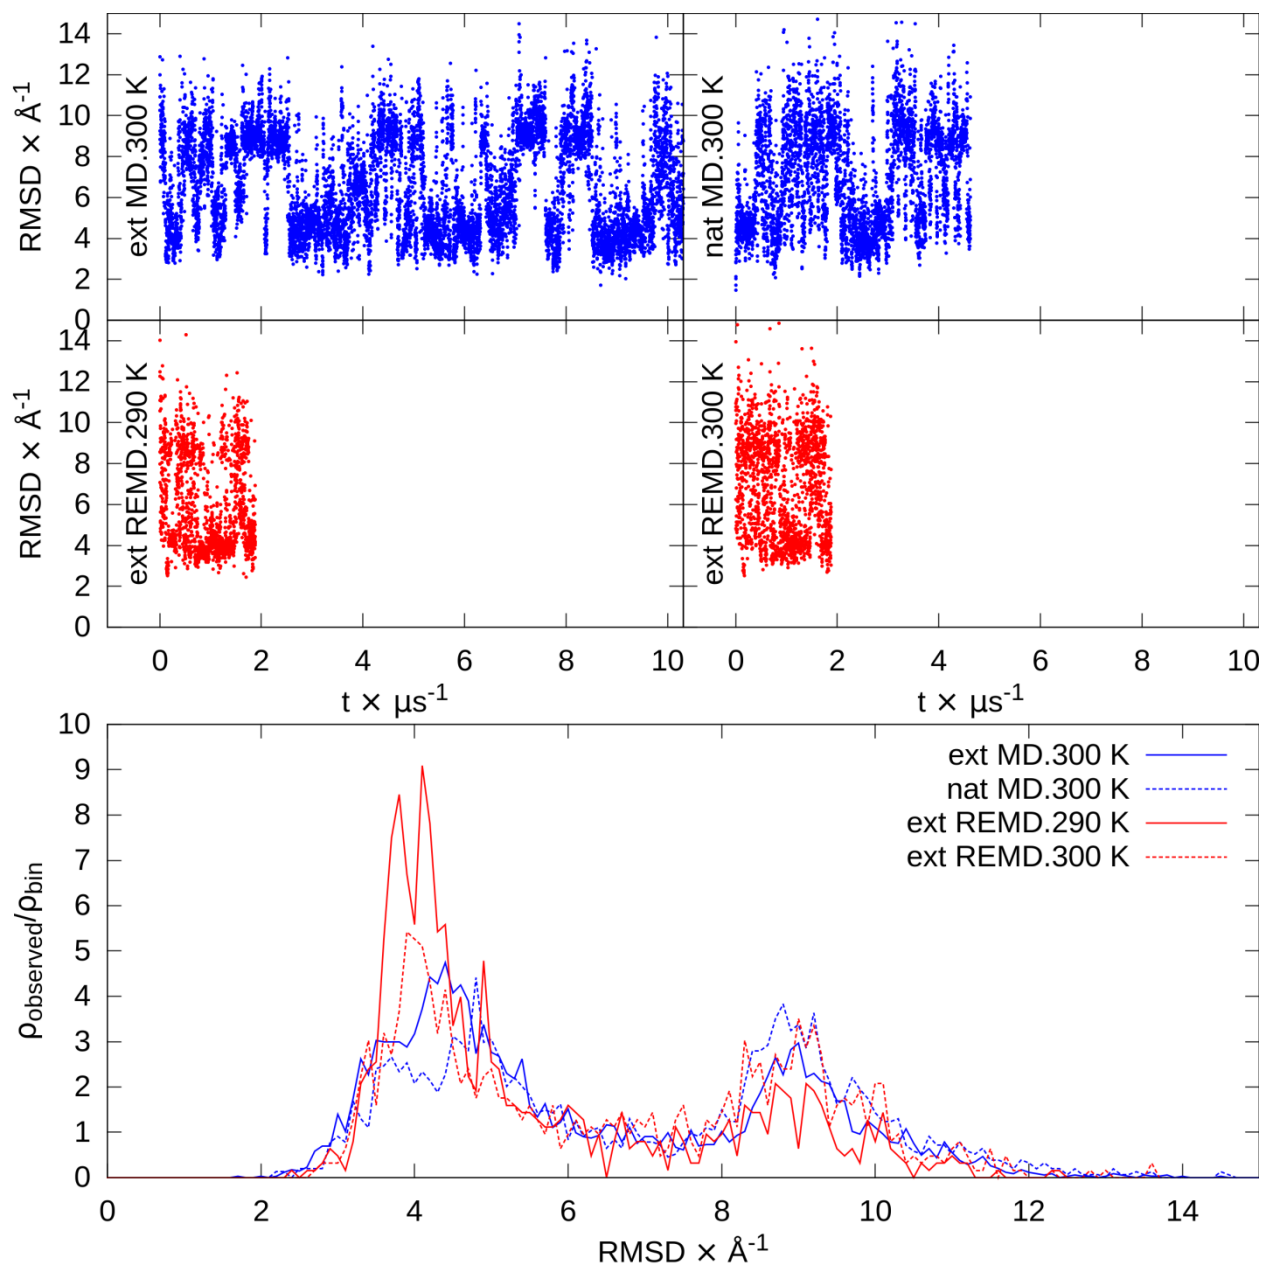 14
12
10
8
6
4
2
0
RMSD × Å-1
ext MD.300 K
nat MD.300 K
14
12
10
8
6
4
2
0
RMSD × Å-1
ext REMD.290 K
ext REMD.300 K
0 2 4 6 8 10
0 2 4 6 8 10
t × µs-1
t × µs-1
10
9
8
7
6
5
4
3
2
1
0
ρobserved/ρbin
ext MD.300 K
nat MD.300 K
ext REMD.290 K
ext REMD.300 K
0 2 4 6 8 10 12 14
RMSD × Å-1